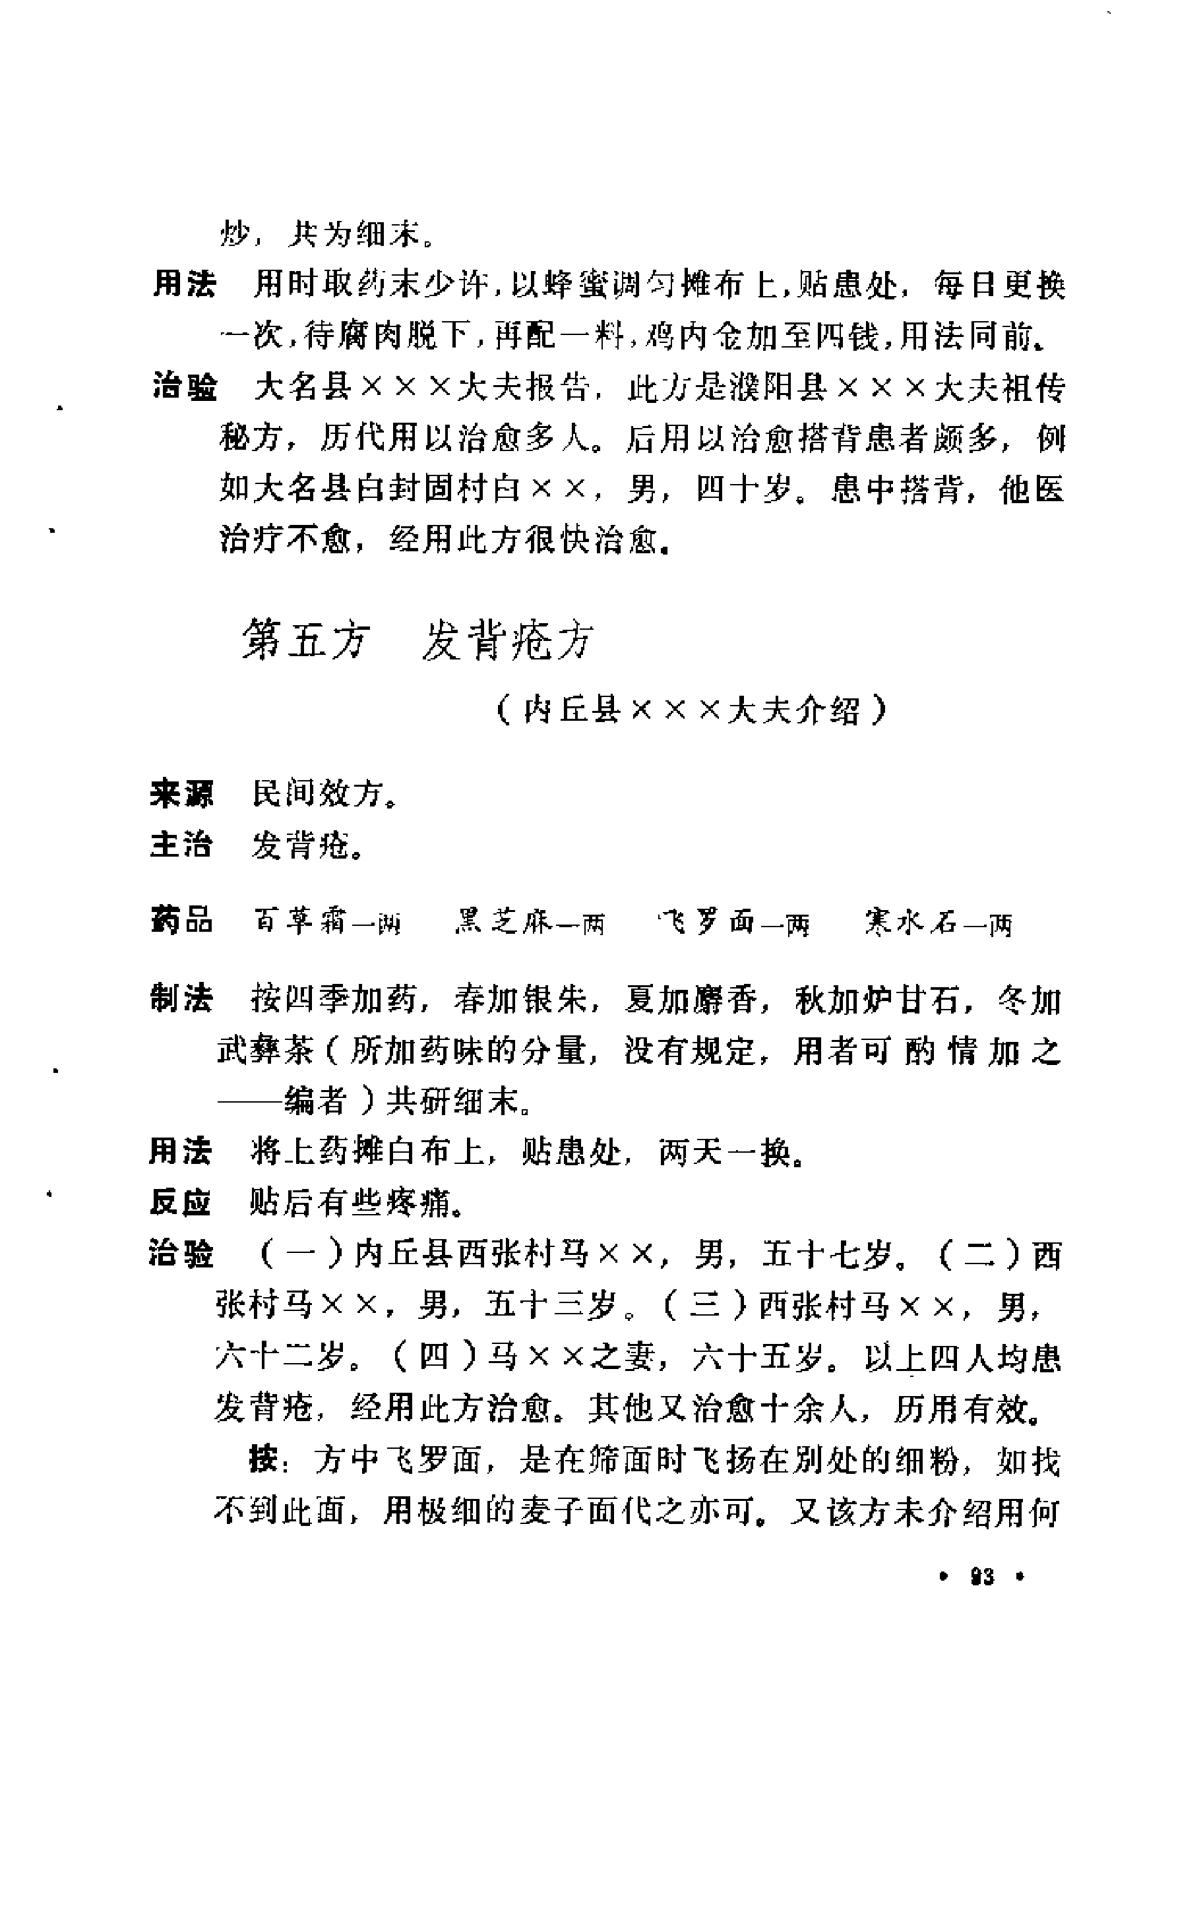 炒，共为细末。
用法　用时取药末少许，以蜂蜜调匀摊布上，贴患处，每日更换
一次，待腐肉脱下，再配一料，鸡内金加至四钱，用法同前。
治验　大名县×××大夫报告，此方是濮阳县×××大夫祖传
秘方，历代用以治愈多人。后用以治愈搭背患者颇多，例
如大名县白封固村白××，男，四十岁。患中搭背，他医
治疗不愈，经用此方很快治愈。
第五方　发背疮方
（内丘县×××大夫介绍）
来源　民间效方。
主治　发背疮。
药品　百草霜一两　黑芝麻一两　飞罗面一两　寒水石一两
制法　按四季加药，春加银朱，夏加麝香，秋加炉甘石，冬加
武彝茶（所加药味的分量，没有规定，用者可酌情加之
——编者）共研细末。
用法　将上药摊白布上，贴患处，两天一换。
反应　贴后有些疼痛。
治验　（一）内丘县西张村马××，男，五十七岁。（二）西
张村马××，男，五十三岁。（三）西张村马××，男，
六十二岁。（四）马××之妻，六十五岁。以上四人均患
发背疮，经用此方治愈。其他又治愈十余人，历用有效。
按：方中飞罗面，是在筛面时飞扬在别处的细粉，如找
不到此面，用极细的麦子面代之亦可。又该方未介绍用何
• 93 •